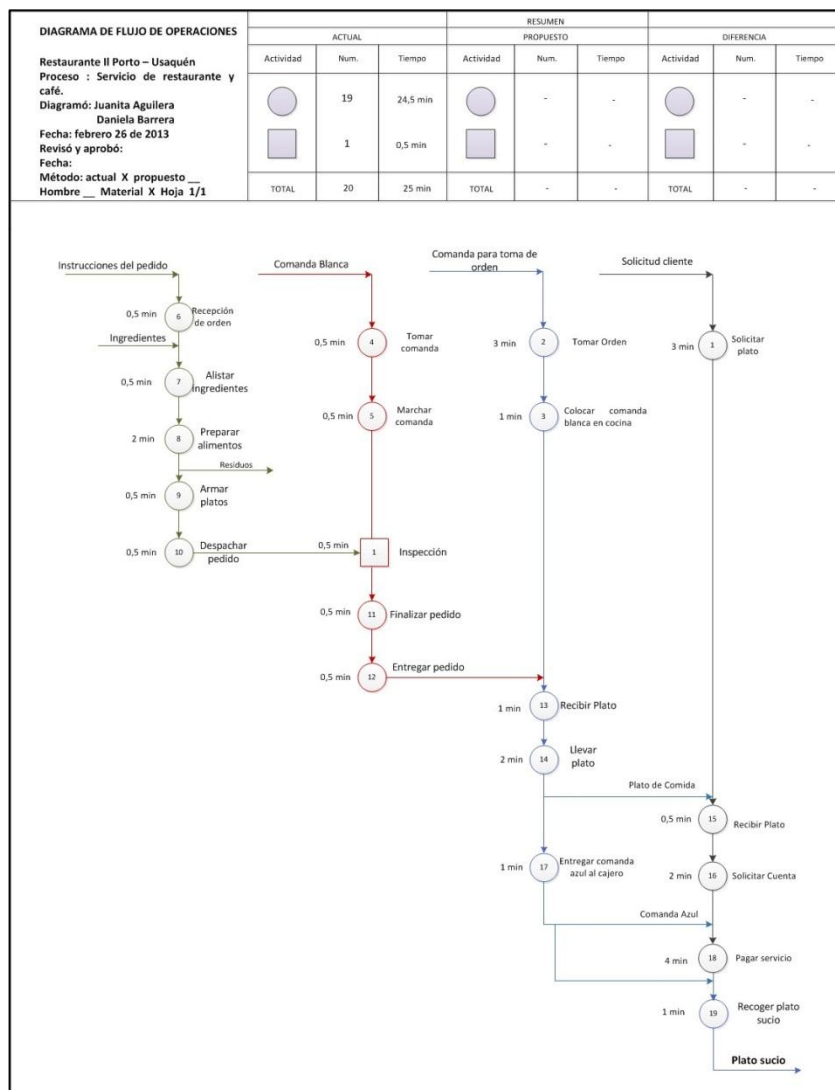 DIAGRAMA DE FLUJO DE OPERACIONES
Restaurante Il Porto – Usaquén
Proceso : Servicio de restaurante y
café.
Diagramó: Juanita Aguilera
Daniela Barrera
Fecha: febrero 26 de 2013
Revisó y aprobó:
Fecha:
Método: actual X propuesto __
Hombre __ Material X Hoja 1/1
RESUMEN
ACTUAL PROPUESTO DIFERENCIA
Actividad Num. Tiempo Actividad Num. Tiempo Actividad Num. Tiempo
19 24,5 min - - - -
1 0,5 min - - - -
TOTAL 20 25 min TOTAL - - TOTAL - -
Instrucciones del pedido
0,5 min 6 Recepción
de orden
Ingredientes
0,5 min 7 Alistar
ingredientes
2 min 8 Preparar
alimentos
Residuos
0,5 min 9 Armar
platos
0,5 min 10 Despachar
pedido
Comanda Blanca
0,5 min 4 Tomar
comanda
0,5 min 5 Marchar
comanda
0,5 min 1 Inspección
0,5 min 11 Finalizar pedido
0,5 min 12 Entregar pedido
Comanda para toma de
orden
3 min 2 Tomar Orden
1 min 3 Colocar comanda
blanca en cocina
1 min 13 Recibir Plato
2 min 14 Llevar
plato
Plato de Comida
1 min 17 Entregar comanda
azul al cajero
Comanda Azul
Solicitud cliente
3 min 1 Solicitar
plato
0,5 min 15 Recibir Plato
2 min 16 Solicitar Cuenta
4 min 18 Pagar servicio
1 min 19 Recoger plato
sucio
Plato sucio